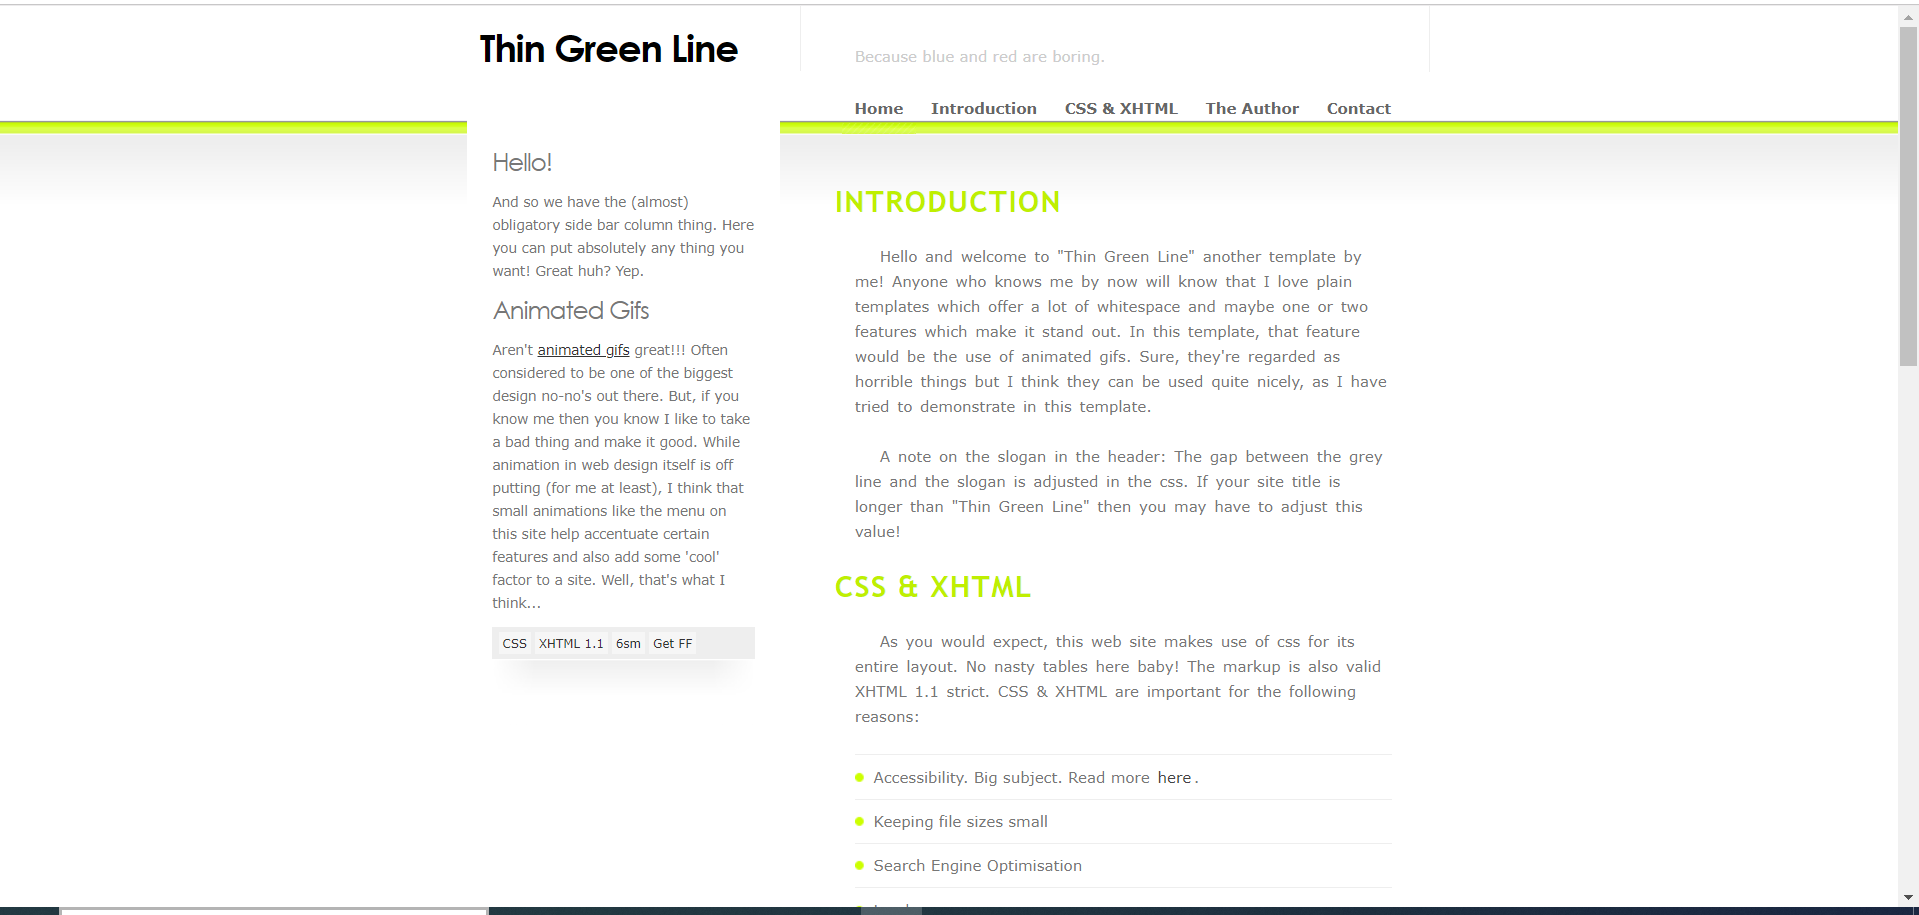 Thin Green Line
Because blue and red are boring.
Home Introduction CSS & XHTML The Author Contact
Hello!
And so we have the (almost)
obligatory side bar column thing. Here
you can put absolutely any thing you
want! Great huh? Yep.
Animated Gifs
Aren't animated gifs great!!! Often
considered to be one of the biggest
design no-no's out there. But, if you
know me then you know I like to take
a bad thing and make it good. While
animation in web design itself is off
putting (for me at least), I think that
small animations like the menu on
this site help accentuate certain
features and also add some 'cool'
factor to a site. Well, that's what I
think...
CSS XHTML 1.1 6sm Get FF
INTRODUCTION
Hello and welcome to "Thin Green Line" another template by
me! Anyone who knows me by now will know that I love plain
templates which offer a lot of whitespace and maybe one or two
features which make it stand out. In this template, that feature
would be the use of animated gifs. Sure, they're regarded as
horrible things but I think they can be used quite nicely, as I have
tried to demonstrate in this template.
A note on the slogan in the header: The gap between the grey
line and the slogan is adjusted in the css. If your site title is
longer than "Thin Green Line" then you may have to adjust this
value!
CSS & XHTML
As you would expect, this web site makes use of css for its
entire layout. No nasty tables here baby! The markup is also valid
XHTML 1.1 strict. CSS & XHTML are important for the following
reasons:
Accessibility. Big subject. Read more here.
Keeping file sizes small
Search Engine Optimisation